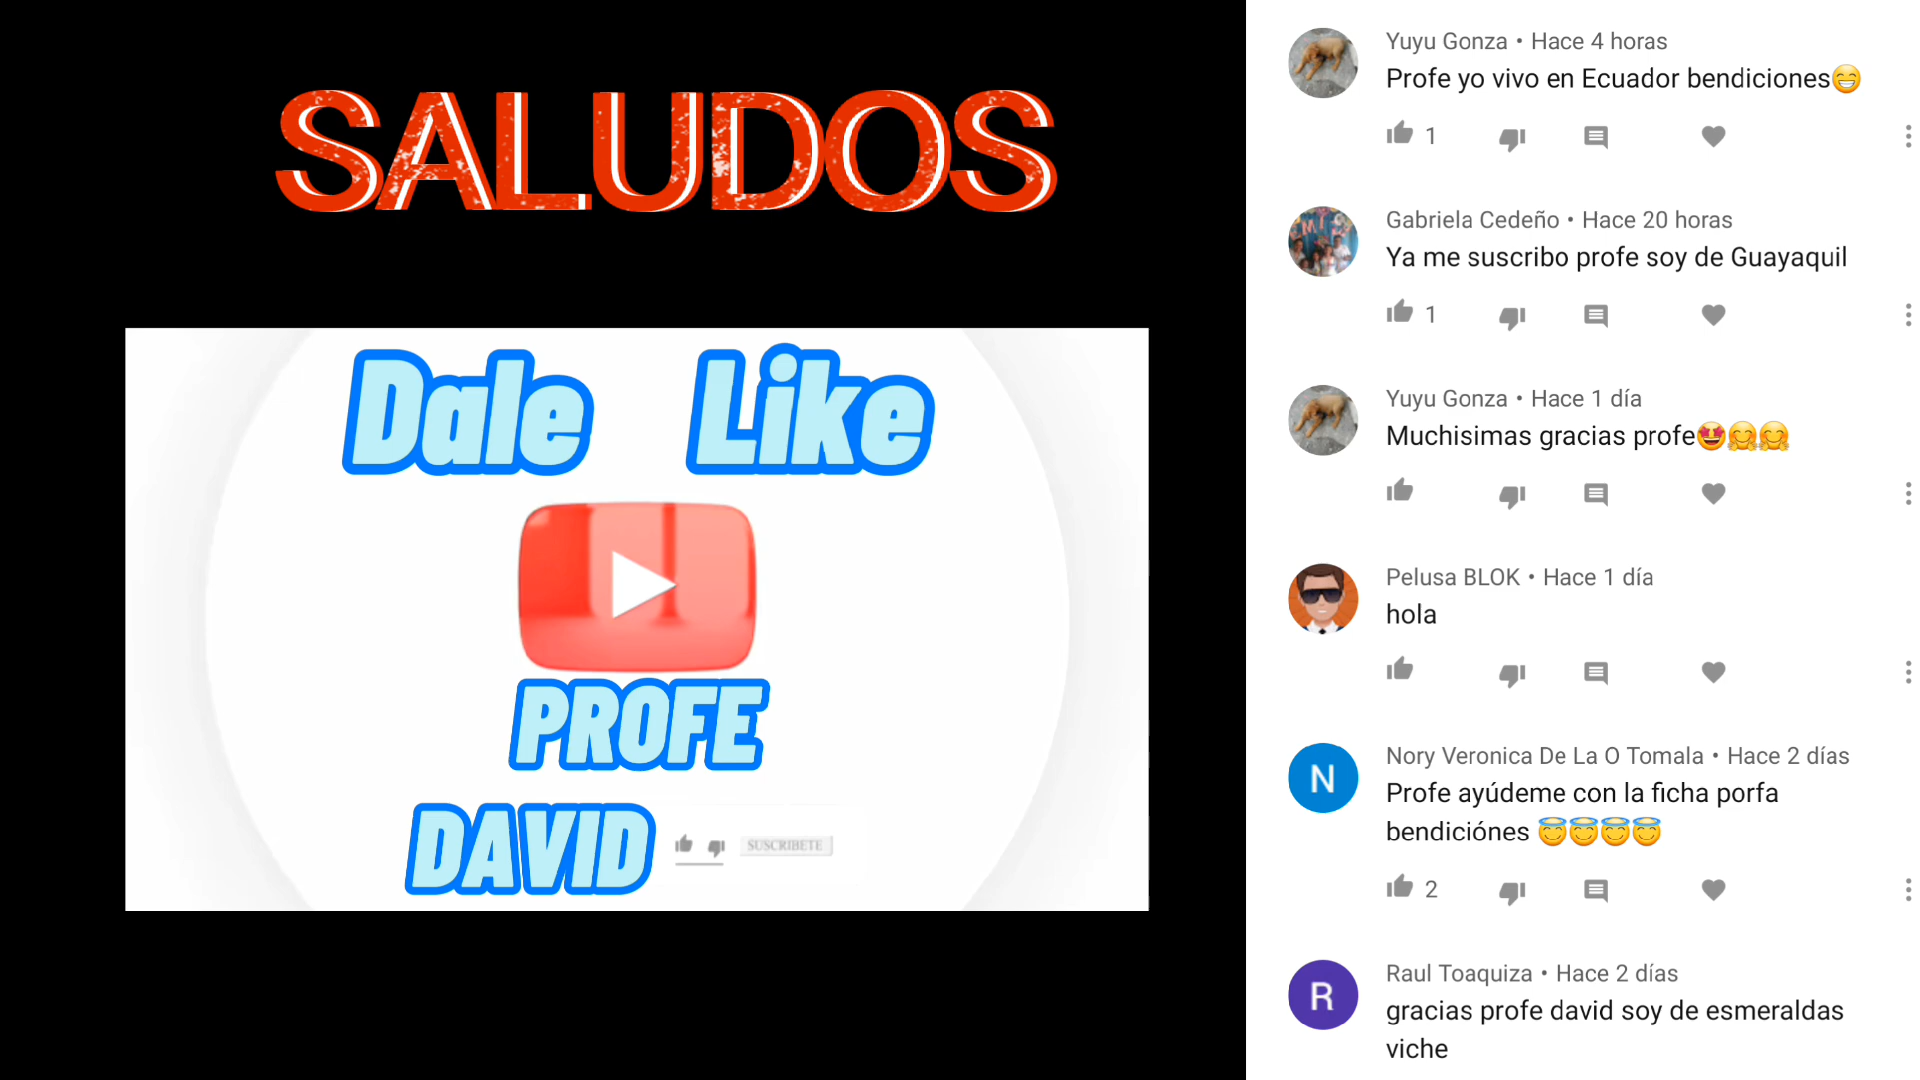 SALUDOS
Dale Like
PROFE
DAVID
SUSCRIBETE
Yuyu Gonza • Hace 4 horas
Profe yo vivo en Ecuador bendiciones😁
1
Gabriela Cedeño • Hace 20 horas
Ya me suscribo profe soy de Guayaquil
1
Yuyu Gonza • Hace 1 día
Muchisimas gracias profe🤩🤗🤗
Pelusa BLOK • Hace 1 día
hola
N
Nory Veronica De La O Tomala • Hace 2 días
Profe ayúdeme con la ficha porfa
bendiciónes 😇😇😇😇
2
R
Raul Toaquiza • Hace 2 días
gracias profe david soy de esmeraldas
viche